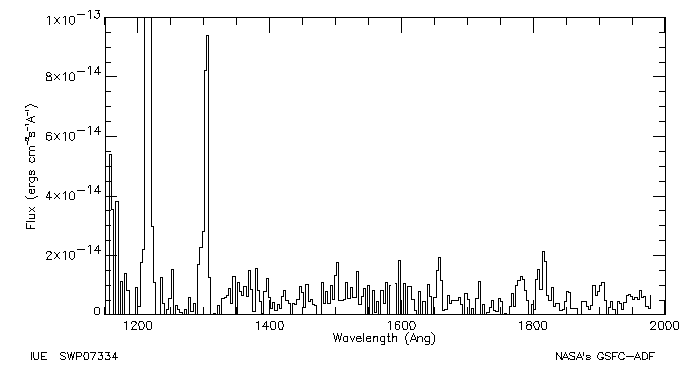 1×10⁻¹³
8×10⁻¹⁴
6×10⁻¹⁴
4×10⁻¹⁴
2×10⁻¹⁴
0
Flux (ergs cm⁻²s⁻¹A⁻¹)
1200 1400 1600 1800 2000
Wavelength (Ang)
IUE SWP07334 NASA's GSFC–ADF